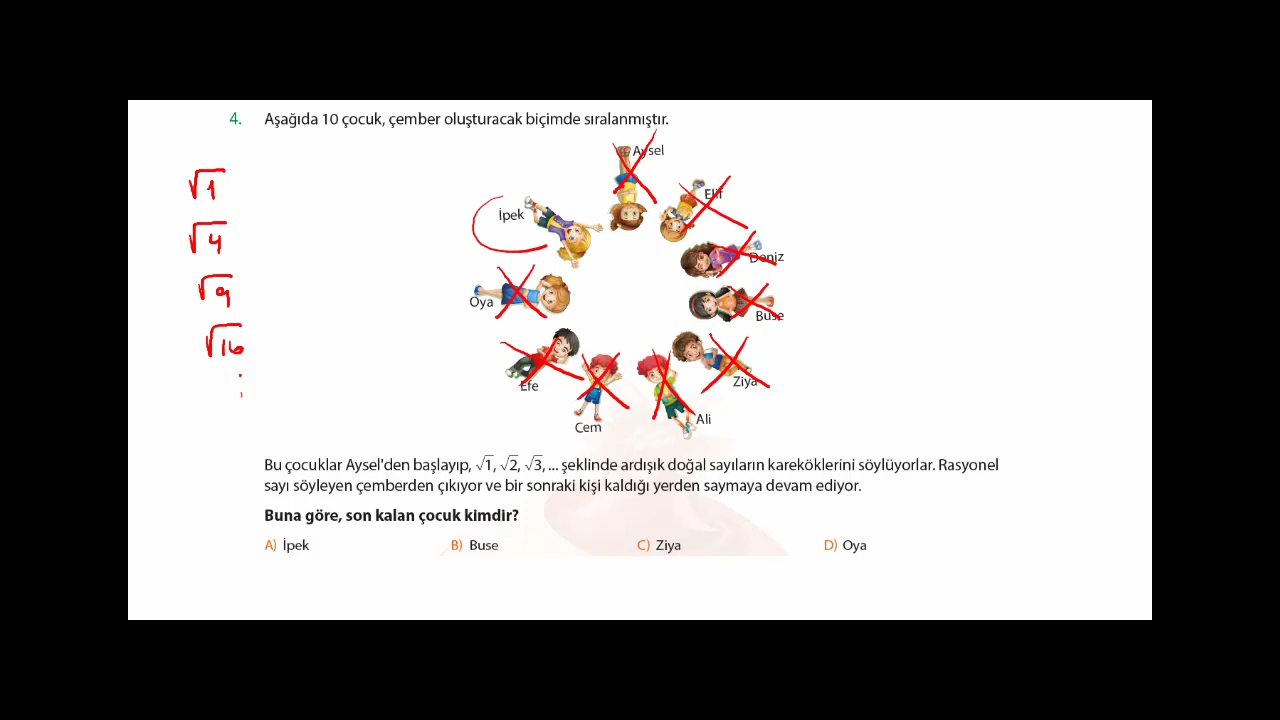 4. Aşağıda 10 çocuk, çember oluşturacak biçimde sıralanmıştır.
Aysel
Elif
İpek
Deniz
Oya
Buse
Efe
Ziya
Cem
Ali
√1
√4
√9
√16
:
Bu çocuklar Aysel'den başlayıp, √1, √2, √3, ... şeklinde ardışık doğal sayıların kareköklerini söylüyorlar. Rasyonel
sayı söyleyen çemberden çıkıyor ve bir sonraki kişi kaldığı yerden saymaya devam ediyor.
Buna göre, son kalan çocuk kimdir?
A) İpek B) Buse C) Ziya D) Oya